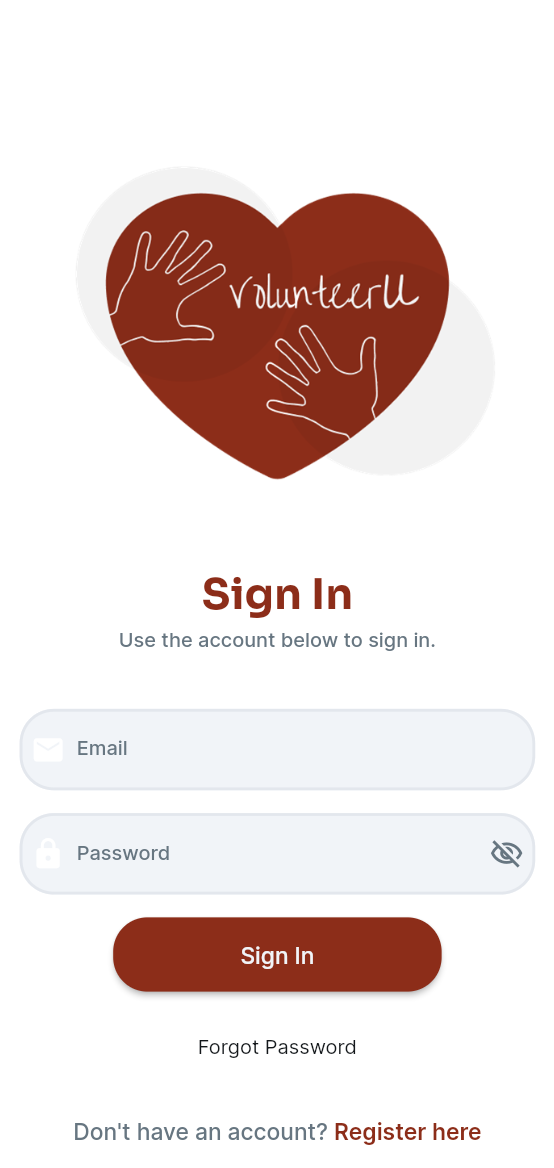 volunteerU
Sign In
Use the account below to sign in.
Email
Password
Sign In
Forgot Password
Don't have an account? Register here